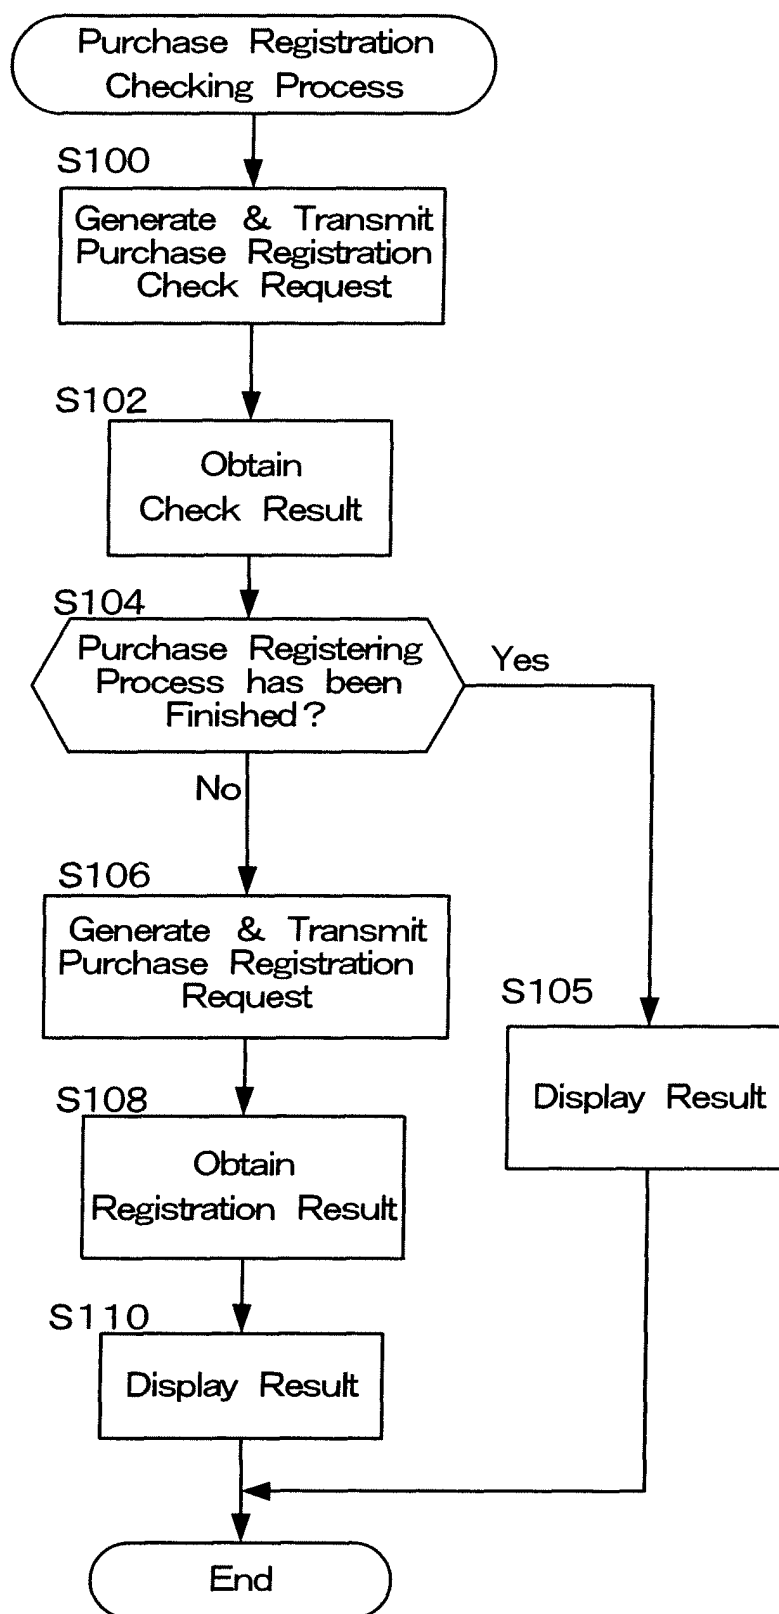 Purchase Registration
Checking Process
S100
Generate & Transmit
Purchase Registration
Check Request
S102
Obtain
Check Result
S104
Purchase Registering
Process has been
Finished?
Yes
No
S106
Generate & Transmit
Purchase Registration
Request
S105
Display Result
S108
Obtain
Registration Result
S110
Display Result
End